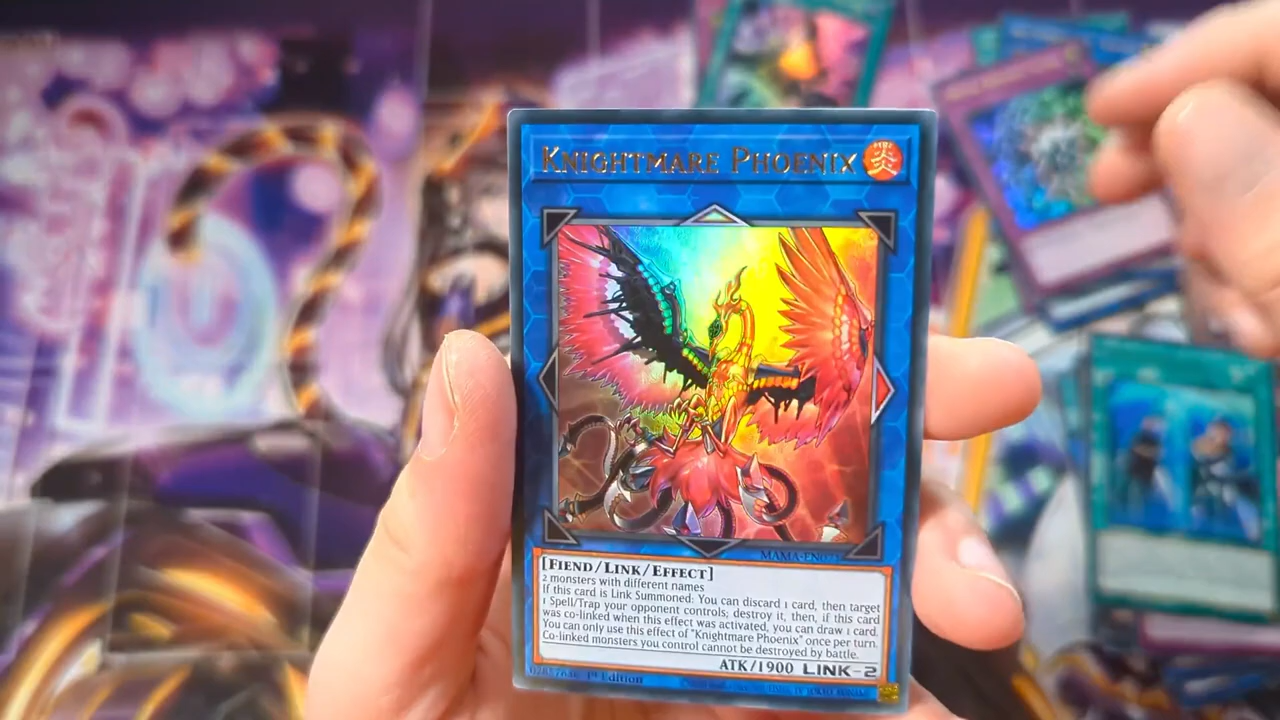 Knightmare Phoenix
炎
[Fiend/Link/Effect]
2 monsters with different names
If this card is Link Summoned: You can discard 1 card, then target
1 Spell/Trap your opponent controls; destroy it, then, if this card
was co-linked when this effect was activated, you can draw 1 card.
You can only use this effect of "Knightmare Phoenix" once per turn.
Co-linked monsters you control cannot be destroyed by battle.
ATK/1900 LINK-2
1st Edition